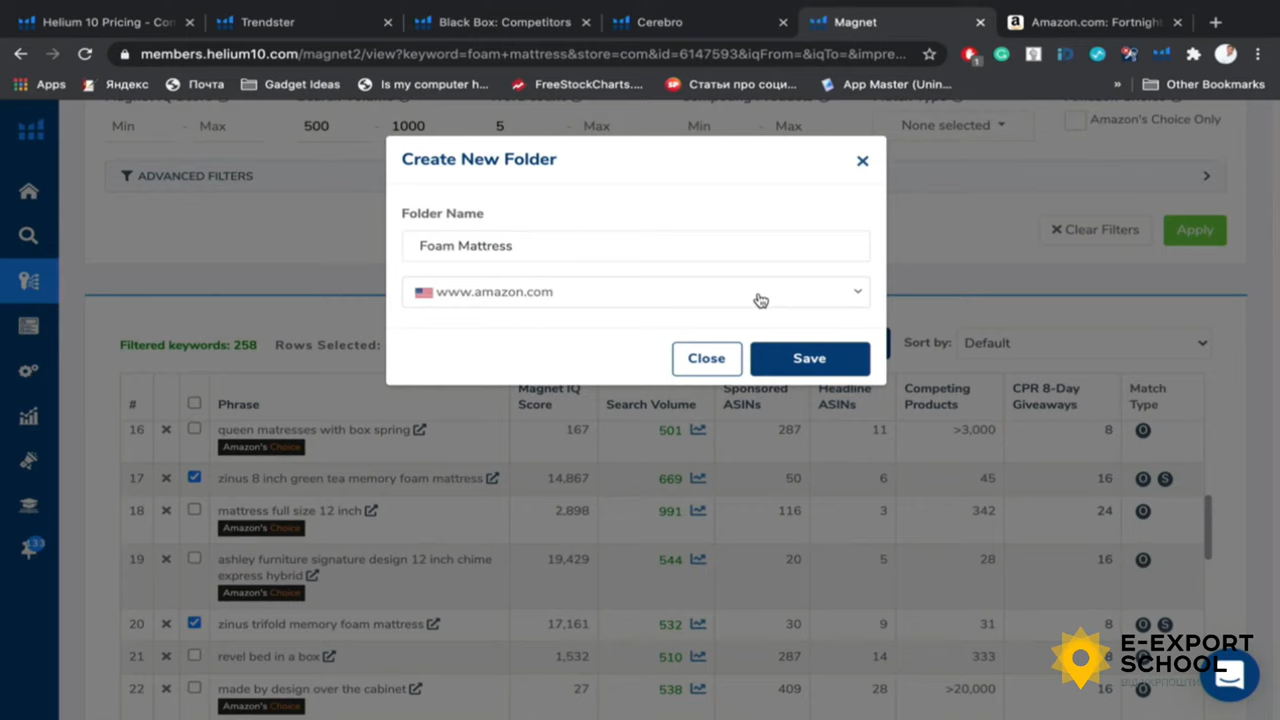 Helium 10 Pricing - Con
Trendster
Black Box: Competitors
Cerebro
Magnet
Amazon.com: Fortnigh
members.helium10.com/magnet2/view?keyword=foam+mattress&store=com&id=6147593&iqFrom=&iqTo=&impre...
1
Apps
Яндекс
Почта
Gadget Ideas
Is my computer h...
FreeStockCharts....
Статьи про соци...
App Master (Unin...
»
Other Bookmarks
Min - Max
500 - 1000
5 - Max
Min - Max
None selected
Amazon's Choice Only
ADVANCED FILTERS
Clear Filters
Apply
Create New Folder
Folder Name
Foam Mattress
www.amazon.com
Close
Save
Filtered keywords: 258
Rows Selected:
Sort by:
Default
# Phrase Magnet IQ Score Search Volume Sponsored ASINs Headline ASINs Competing Products CPR 8-Day Giveaways Match Type
16 queen matresses with box spring 167 501 287 11 >3,000 8 O
Amazon's Choice
17 zinus 8 inch green tea memory foam mattress 14,867 669 50 6 45 16 O S
18 mattress full size 12 inch 2,898 991 116 3 342 24 O
Amazon's Choice
19 ashley furniture signature design 12 inch chime express hybrid 19,429 544 20 5 28 16 O
Amazon's Choice
20 zinus trifold memory foam mattress 17,161 532 30 9 31 8 O S
21 revel bed in a box 1,532 510 287 14 333 8
22 made by design over the cabinet 27 538 409 28 >20,000 16 O
Amazon's Choice
133
E-EXPORT
SCHOOL
ВІД УКРПОШТИ